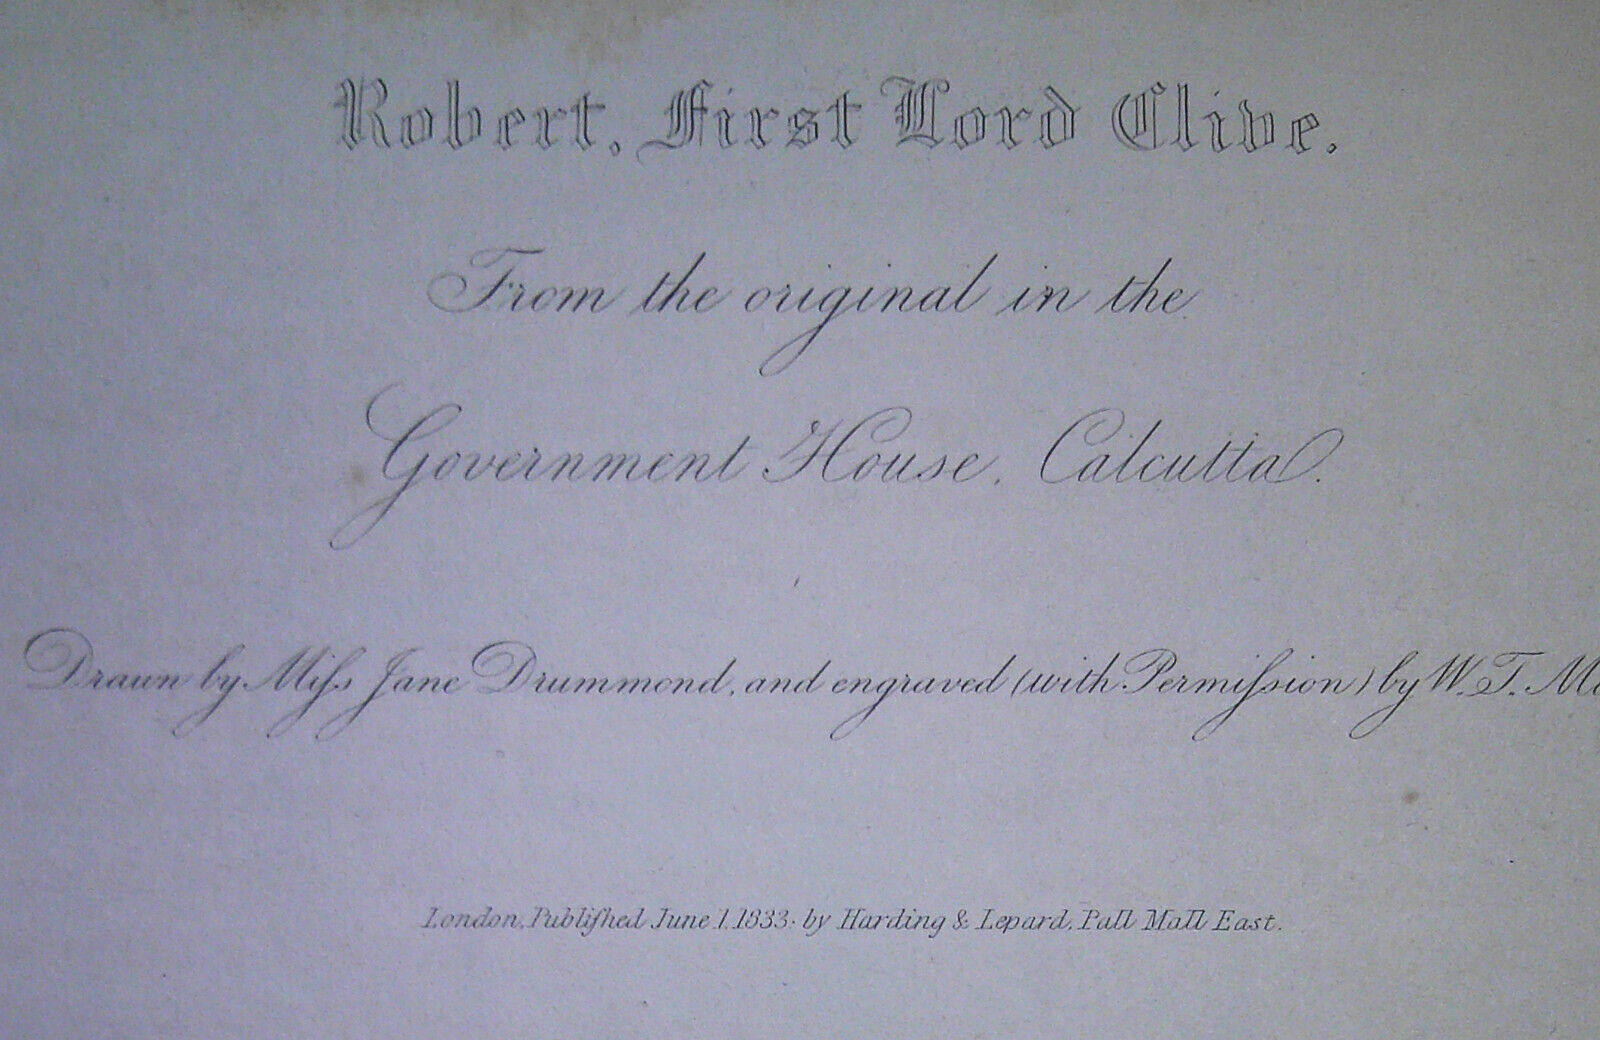 Robert, First Lord Clive.
From the original in the
Government House, Calcutta.
Drawn by Miſs Jane Drummond, and engraved (with Permiſsion) by W. T.
London, Publiſhed June 1, 1833, by Harding & Lepard, Pall Mall East.